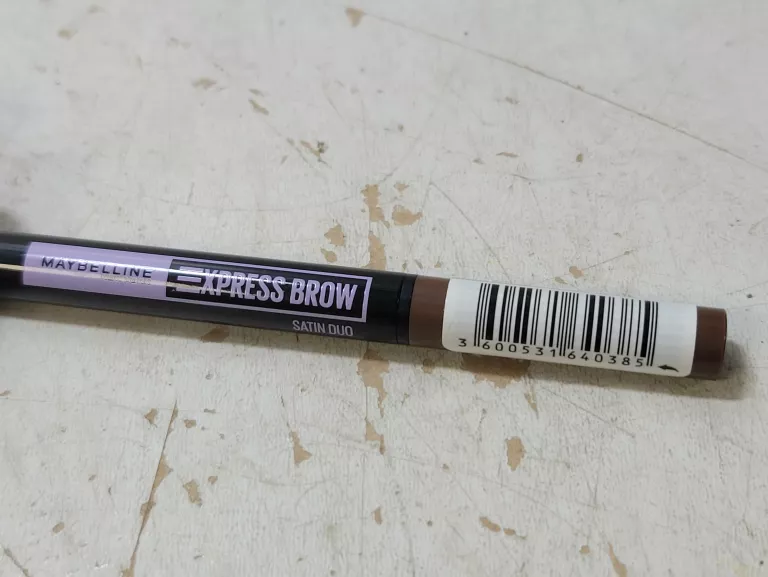 MAYBELLINE
EXPRESS BROW
SATIN DUO
3 600531 640385